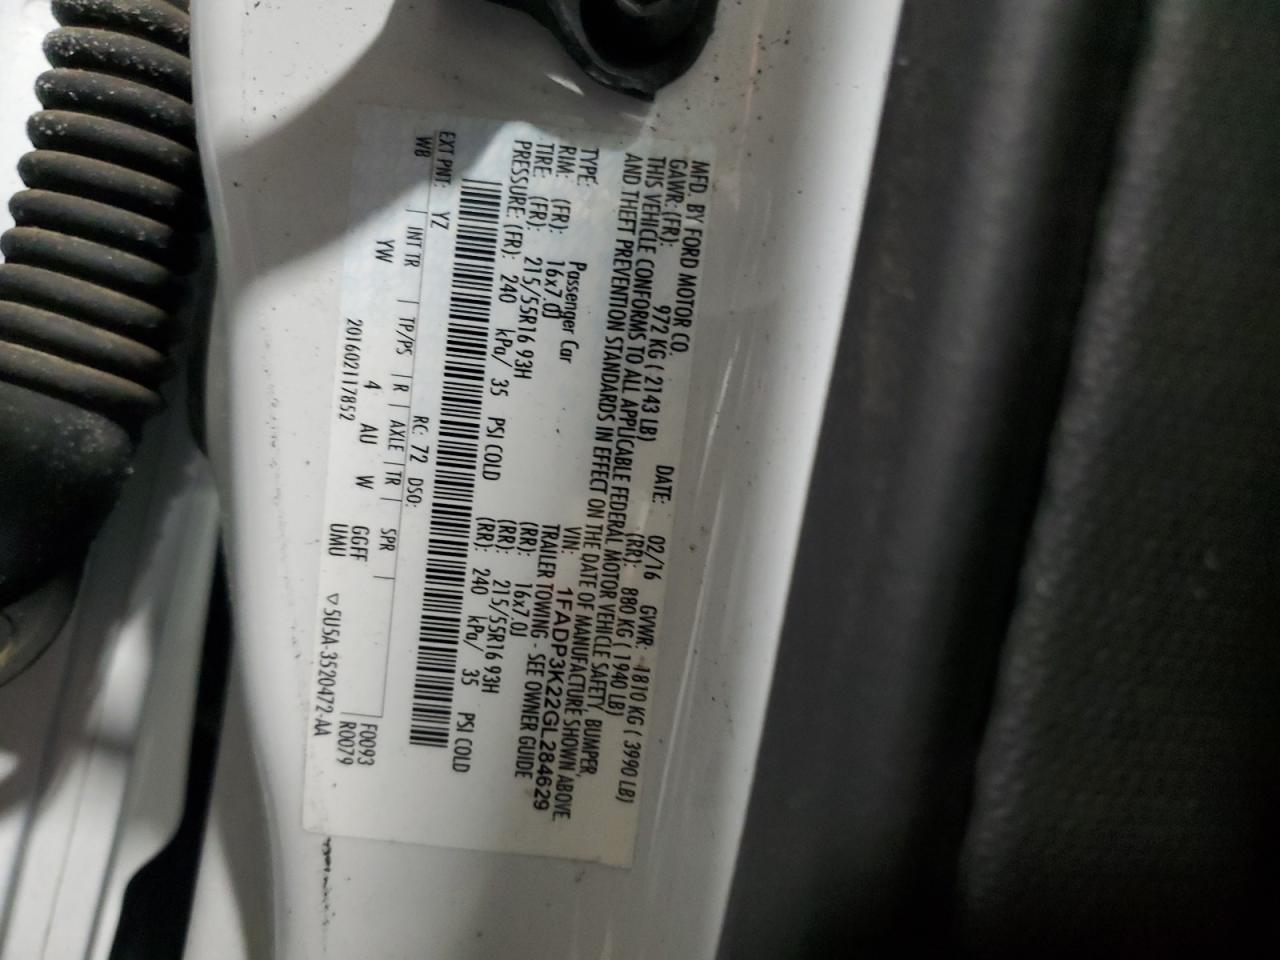 MFD. BY FORD MOTOR CO.
DATE: 02/16 GVWR: 1810 KG ( 3990 LB)
GAWR: (FR): 972 KG ( 2143 LB) (RR): 880 KG ( 1940 LB)
THIS VEHICLE CONFORMS TO ALL APPLICABLE FEDERAL MOTOR VEHICLE SAFETY, BUMPER,
AND THEFT PREVENTION STANDARDS IN EFFECT ON THE DATE OF MANUFACTURE SHOWN ABOVE.
VIN: 1FADP3K22GL284629
TYPE: Passenger Car TRAILER TOWING - SEE OWNER GUIDE
RIM: (FR): 16x7.0J (RR): 16x7.0J
TIRE: (FR): 215/55R16 93H (RR): 215/55R16 93H
PRESSURE: (FR): 240 kPa/ 35 PSI COLD (RR): 240 kPa/ 35 PSI COLD
EXT PNT: YZ RC: 72 DSO:
WB INT TR TP/PS R AXLE TR SPR
YW 4 AU W GGFF F0093
201602117852 UMU R0079
▽ 5U5A-3520472-AA